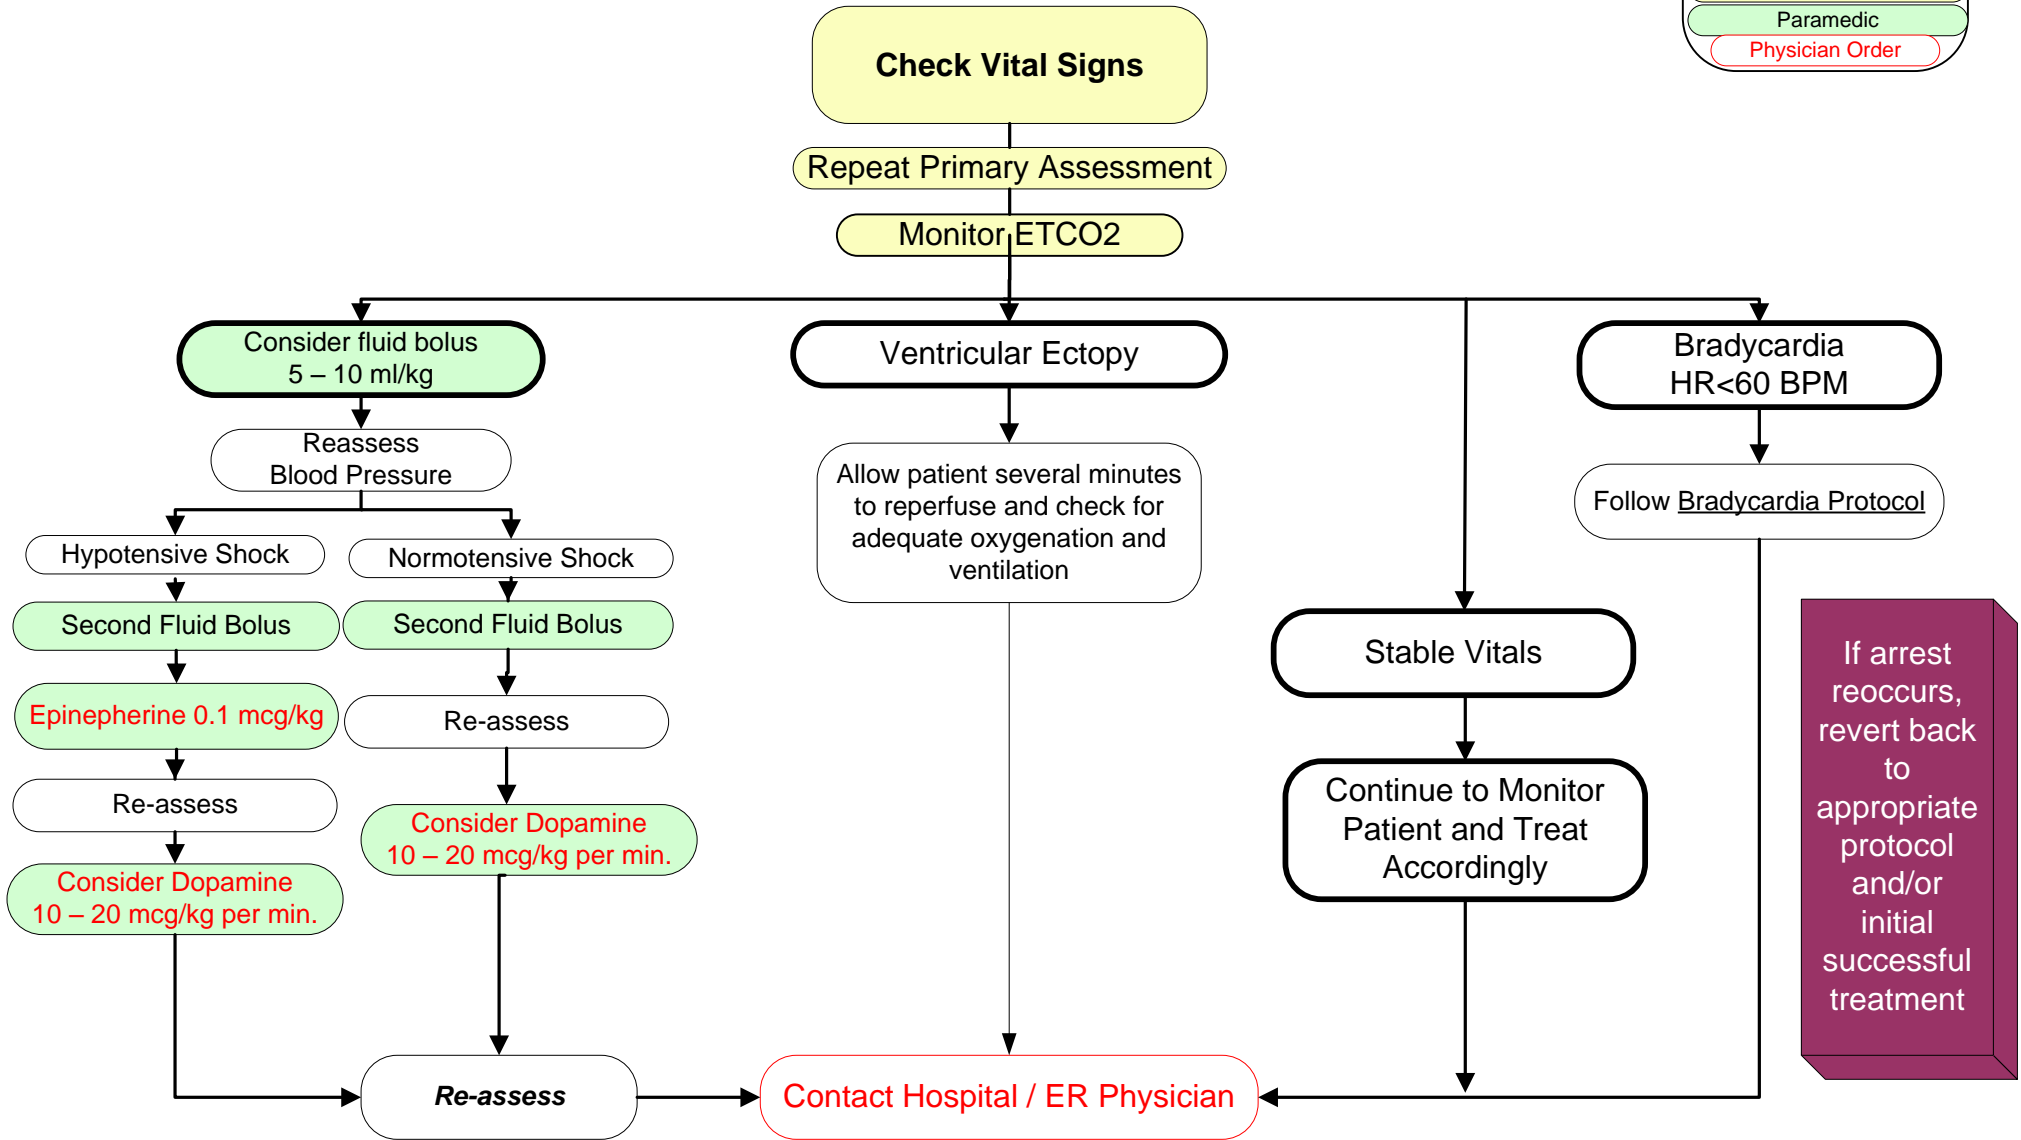 Paramedic
Physician Order
Check Vital Signs
Repeat Primary Assessment
Monitor ETCO2
Consider fluid bolus
5 – 10 ml/kg
Reassess
Blood Pressure
Hypotensive Shock
Second Fluid Bolus
Epinepherine 0.1 mcg/kg
Re-assess
Consider Dopamine
10 – 20 mcg/kg per min.
Normotensive Shock
Second Fluid Bolus
Re-assess
Consider Dopamine
10 – 20 mcg/kg per min.
Re-assess
Ventricular Ectopy
Allow patient several minutes
to reperfuse and check for
adequate oxygenation and
ventilation
Contact Hospital / ER Physician
Stable Vitals
Continue to Monitor
Patient and Treat
Accordingly
Bradycardia
HR<60 BPM
Follow Bradycardia Protocol
If arrest
reoccurs,
revert back
to
appropriate
protocol
and/or
initial
successful
treatment